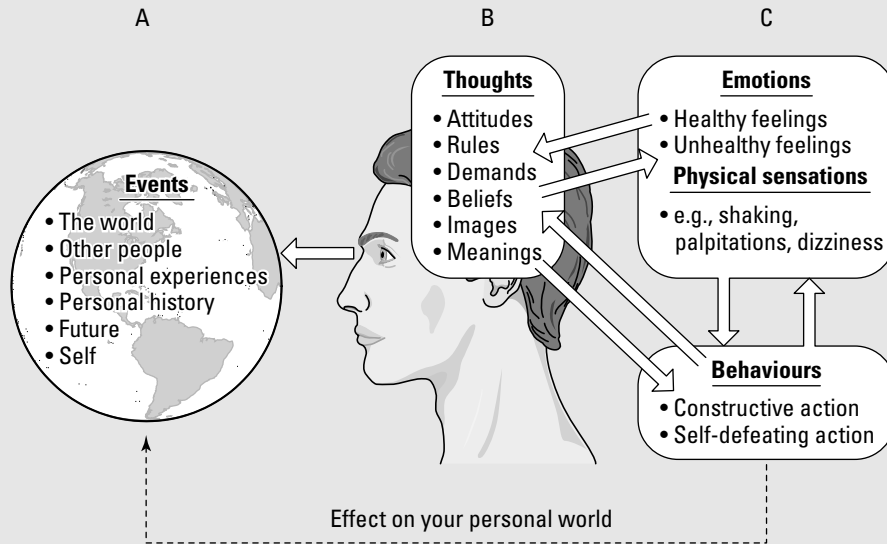 A
B
C
Events
• The world
• Other people
• Personal experiences
• Personal history
• Future
• Self
Thoughts
• Attitudes
• Rules
• Demands
• Beliefs
• Images
• Meanings
Emotions
• Healthy feelings
• Unhealthy feelings
Physical sensations
• e.g., shaking,
palpitations, dizziness
Behaviours
• Constructive action
• Self-defeating action
Effect on your personal world